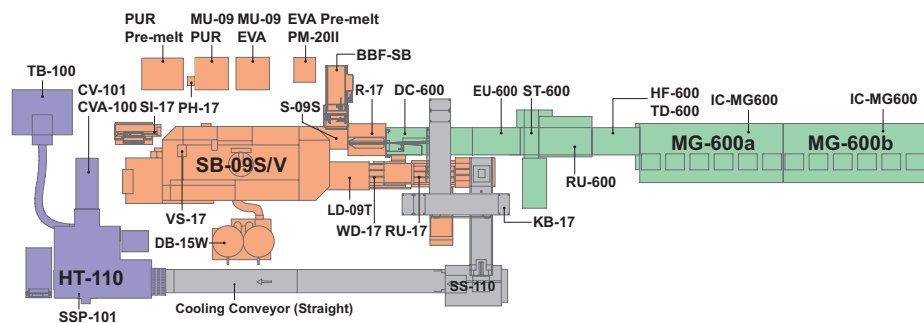 PUR
Pre-melt
MU-09
PUR
MU-09
EVA
EVA Pre-melt
PM-20II
BBF-SB
TB-100
CV-101
CVA-100
SI-17
PH-17
S-09S
R-17
DC-600
EU-600
ST-600
HF-600
TD-600
IC-MG600
IC-MG600
MG-600a
MG-600b
SB-09S/V
RU-600
VS-17
LD-09T
WD-17
RU-17
KB-17
DB-15W
HT-110
SS-110
Cooling Conveyor (Straight)
SSP-101